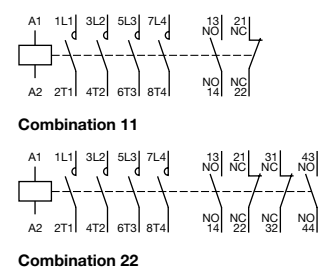 A1 1L1 3L2 5L3 7L4 13 21
NO NC
NO NC
A2 2T1 4T2 6T3 8T4 14 22
Combination 11
A1 1L1 3L2 5L3 7L4 13 21 31 43
NO NC NC NO
NO NC NC NO
A2 2T1 4T2 6T3 8T4 14 22 32 44
Combination 22